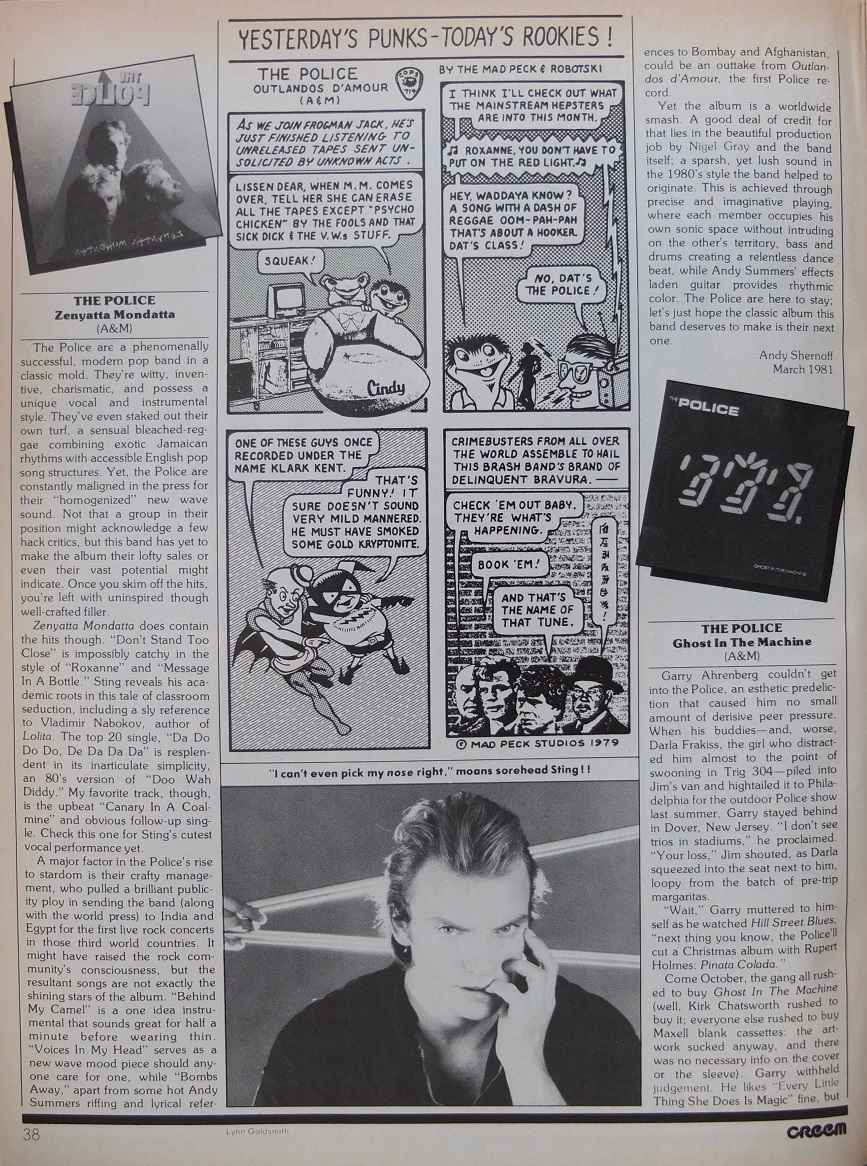 YESTERDAY'S PUNKS-TODAY'S ROOKIES!
THE POLICE
ZENYATTA MONDATTA
THE POLICE
Zenyatta Mondatta
(A&M)
The Police are a phenomenally
successful, modern pop band in a
classic mold. They're witty, inven-
tive, charismatic, and possess a
unique vocal and instrumental
style. They've even staked out their
own turf, a sensual bleached-reg-
gae combining exotic Jamaican
rhythms with accessible English pop
song structures. Yet, the Police are
constantly maligned in the press for
their "homogenized" new wave
sound. Not that a group in their
position might acknowledge a few
hack critics, but this band has yet to
make the album their lofty sales or
even their vast potential might
indicate. Once you skim off the hits,
you're left with uninspired though
well-crafted filler.
Zenyatta Mondatta does contain
the hits though. "Don't Stand Too
Close" is impossibly catchy in the
style of "Roxanne" and "Message
In A Bottle." Sting reveals his aca-
demic roots in this tale of classroom
seduction, including a sly reference
to Vladimir Nabokov, author of
Lolita. The top 20 single, "Da Do
Do Do, De Da Da Da" is resplen-
dent in its inarticulate simplicity,
an 80's version of "Doo Wah
Diddy." My favorite track, though,
is the upbeat "Canary In A Coal-
mine" and obvious follow-up sing-
le. Check this one for Sting's cutest
vocal performance yet.
A major factor in the Police's rise
to stardom is their crafty manage-
ment, who pulled a brilliant public-
ity ploy in sending the band (along
with the world press) to India and
Egypt for the first live rock concerts
in those third world countries. It
might have raised the rock com-
munity's consciousness, but the
resultant songs are not exactly the
shining stars of the album. "Behind
My Camel" is a one idea instru-
mental that sounds great for half a
minute before wearing thin.
"Voices In My Head" serves as a
new wave mood piece should any-
one care for one, while "Bombs
Away," apart from some hot Andy
Summers riffing and lyrical refer-
THE POLICE
OUTLANDOS D'AMOUR
(A&M)
COPS
714
BY THE MAD PECK & ROBOTSKI
AS WE JOIN FROGMAN JACK, HE'S
JUST FINISHED LISTENING TO
UNRELEASED TAPES SENT UN-
SOLICITED BY UNKNOWN ACTS.
LISSEN DEAR, WHEN M.M. COMES
OVER, TELL HER SHE CAN ERASE
ALL THE TAPES EXCEPT "PSYCHO
CHICKEN" BY THE FOOLS AND THAT
SICK DICK & THE V.W.s STUFF.
SQUEAK!
Cindy
I THINK I'LL CHECK OUT WHAT
THE MAINSTREAM HEPSTERS
ARE INTO THIS MONTH.
♫ ROXANNE, YOU DON'T HAVE TO
PUT ON THE RED LIGHT.♫
HEY, WADDAYA KNOW?
A SONG WITH A DASH OF
REGGAE OOM-PAH-PAH
THAT'S ABOUT A HOOKER.
DAT'S CLASS!
NO, DAT'S
THE POLICE!
ONE OF THESE GUYS ONCE
RECORDED UNDER THE
NAME KLARK KENT.
THAT'S
FUNNY! IT
SURE DOESN'T SOUND
VERY MILD MANNERED.
HE MUST HAVE SMOKED
SOME GOLD KRYPTONITE.
CRIMEBUSTERS FROM ALL OVER
THE WORLD ASSEMBLE TO HAIL
THIS BRASH BAND'S BRAND OF
DELINQUENT BRAVURA.
CHECK 'EM OUT BABY.
THEY'RE WHAT'S
HAPPENING.
BOOK 'EM!
AND THAT'S
THE NAME OF
THAT TUNE.
© MAD PECK STUDIOS 1979
"I can't even pick my nose right," moans sorehead Sting!!
ences to Bombay and Afghanistan,
could be an outtake from Outlan-
dos d'Amour, the first Police re-
cord.
Yet the album is a worldwide
smash. A good deal of credit for
that lies in the beautiful production
job by Nigel Gray and the band
itself; a sparsh, yet lush sound in
the 1980's style the band helped to
originate. This is achieved through
precise and imaginative playing,
where each member occupies his
own sonic space without intruding
on the other's territory, bass and
drums creating a relentless dance
beat, while Andy Summers' effects
laden guitar provides rhythmic
color. The Police are here to stay;
let's just hope the classic album this
band deserves to make is their next
one.
Andy Shernoff
March 1981
THE POLICE
GHOST IN THE MACHINE
THE POLICE
Ghost In The Machine
(A&M)
Garry Ahrenberg couldn't get
into the Police, an esthetic predelic-
tion that caused him no small
amount of derisive peer pressure.
When his buddies—and, worse,
Darla Frakiss, the girl who distract-
ed him almost to the point of
swooning in Trig 304—piled into
Jim's van and hightailed it to Phila-
delphia for the outdoor Police show
last summer, Garry stayed behind
in Dover, New Jersey. "I don't see
trios in stadiums," he proclaimed.
"Your loss," Jim shouted, as Darla
squeezed into the seat next to him,
loopy from the batch of pre-trip
margaritas.
"Wait," Garry muttered to him-
self as he watched Hill Street Blues,
"next thing you know, the Police'll
cut a Christmas album with Rupert
Holmes: Pinata Colada."
Come October, the gang all rush-
ed to buy Ghost In The Machine
(well, Kirk Chatsworth rushed to
buy it; everyone else rushed to buy
Maxell blank cassettes: the art-
work sucked anyway, and there
was no necessary info on the cover
or the sleeve). Garry withheld
judgement. He likes "Every Little
Thing She Does Is Magic" fine, but
38
Lynn Goldsmith
CREEM